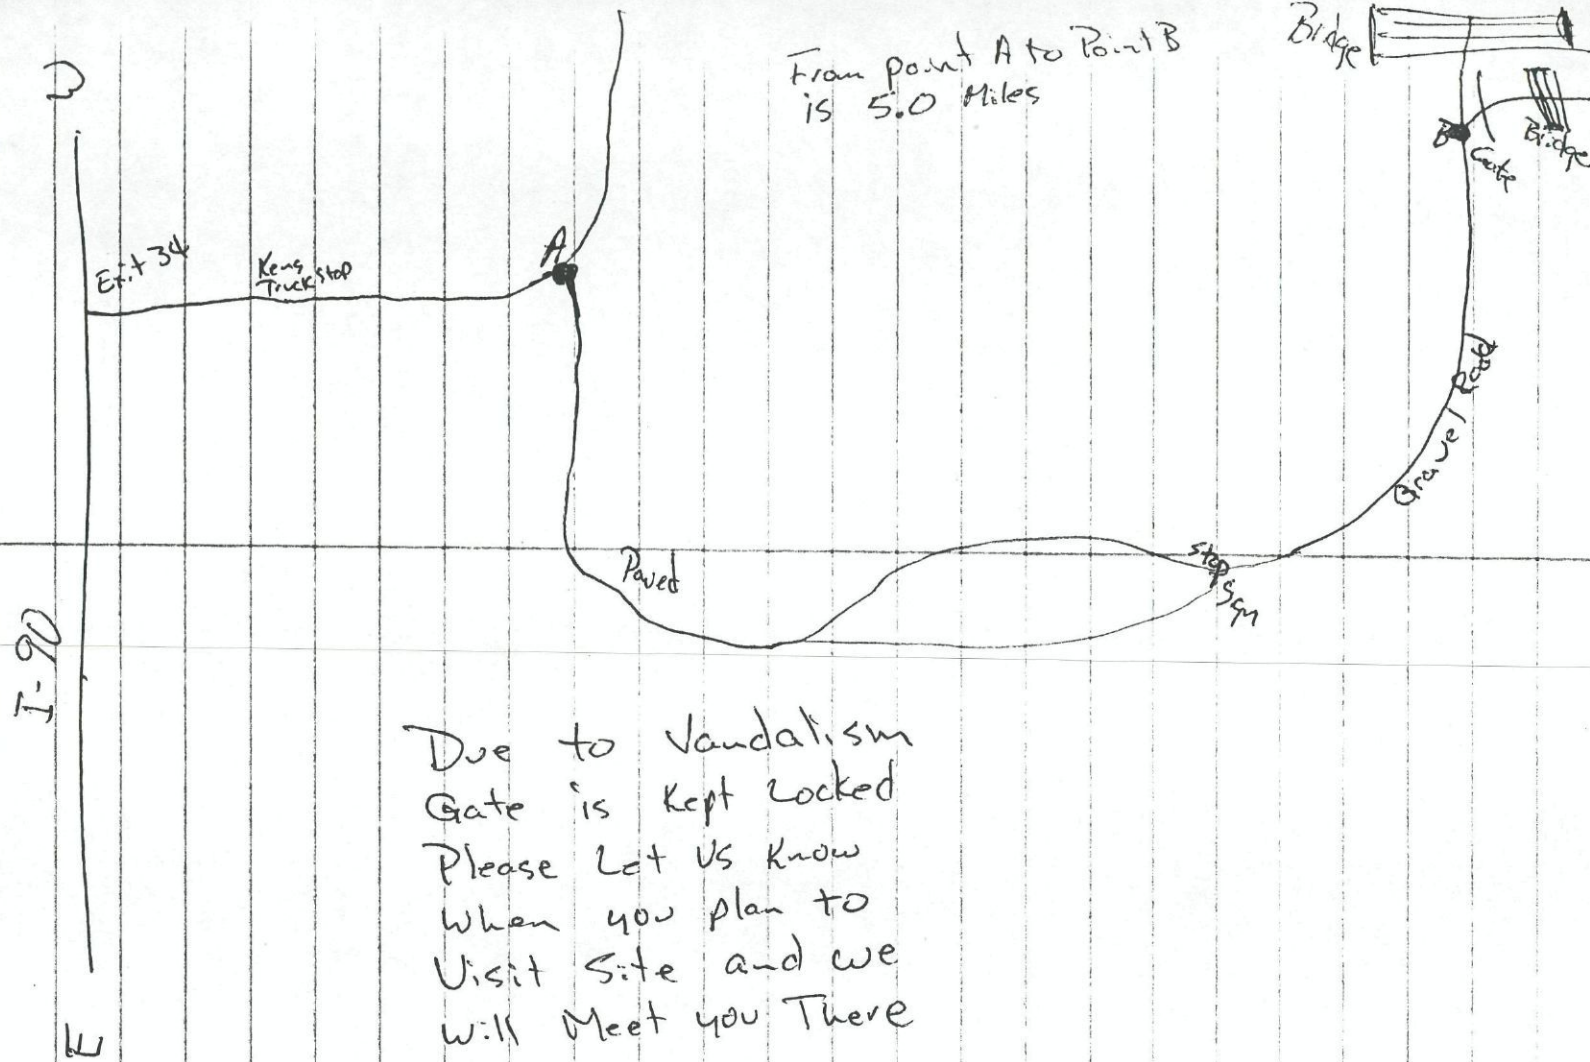 W
From point A to Point B
is 5.0 Miles
Bridge
B
Gate
Bridge
Exit 34
Kens
Truck stop
A
Gravel Road
Paved
Stop
Sign
I-90
Due to Vandalism
Gate is Kept Locked
Please Let Us Know
When you plan to
Visit Site and we
Will Meet you There
E